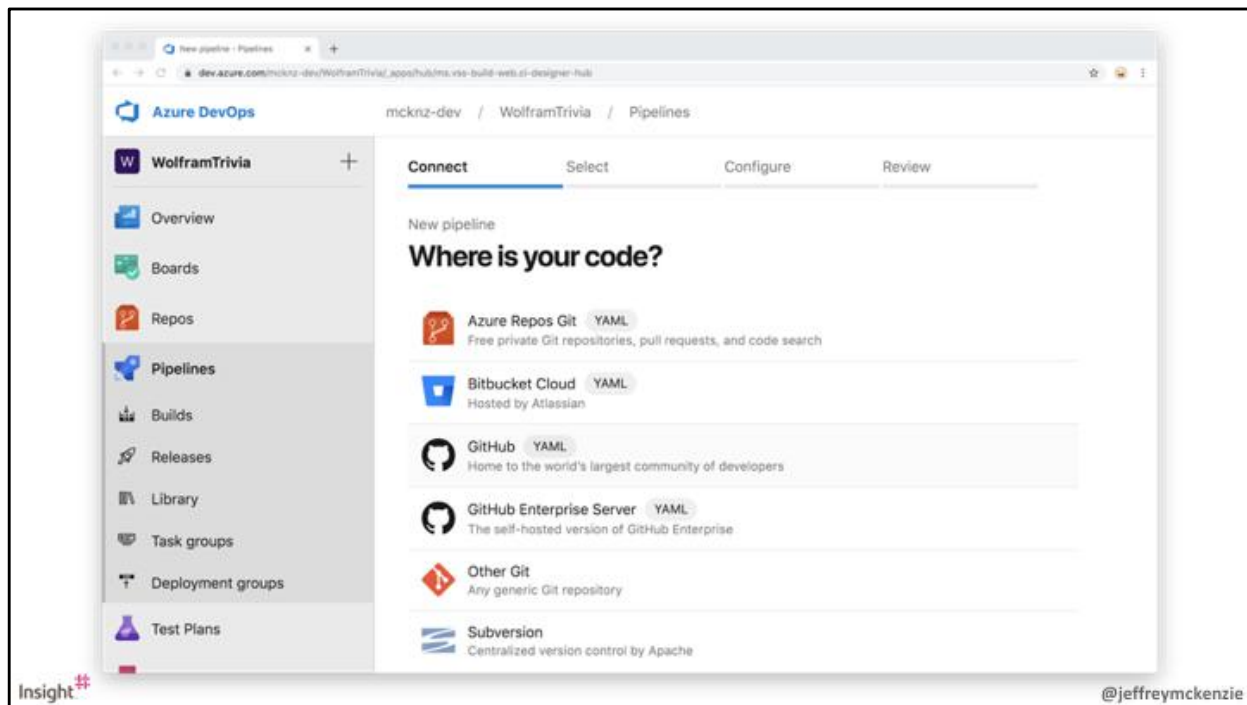 New pipeline - Pipelines
dev.azure.com/mcknz-dev/WolframTrivia/_apps/hub/ms.vss-build-web.ci-designer-hub
Azure DevOps
mcknz-dev / WolframTrivia / Pipelines
W WolframTrivia
Overview
Boards
Repos
Pipelines
Builds
Releases
Library
Task groups
Deployment groups
Test Plans
Connect Select Configure Review
New pipeline
Where is your code?
Azure Repos Git YAML
Free private Git repositories, pull requests, and code search
Bitbucket Cloud YAML
Hosted by Atlassian
GitHub YAML
Home to the world's largest community of developers
GitHub Enterprise Server YAML
The self-hosted version of GitHub Enterprise
Other Git
Any generic Git repository
Subversion
Centralized version control by Apache
Insight
@jeffreymckenzie